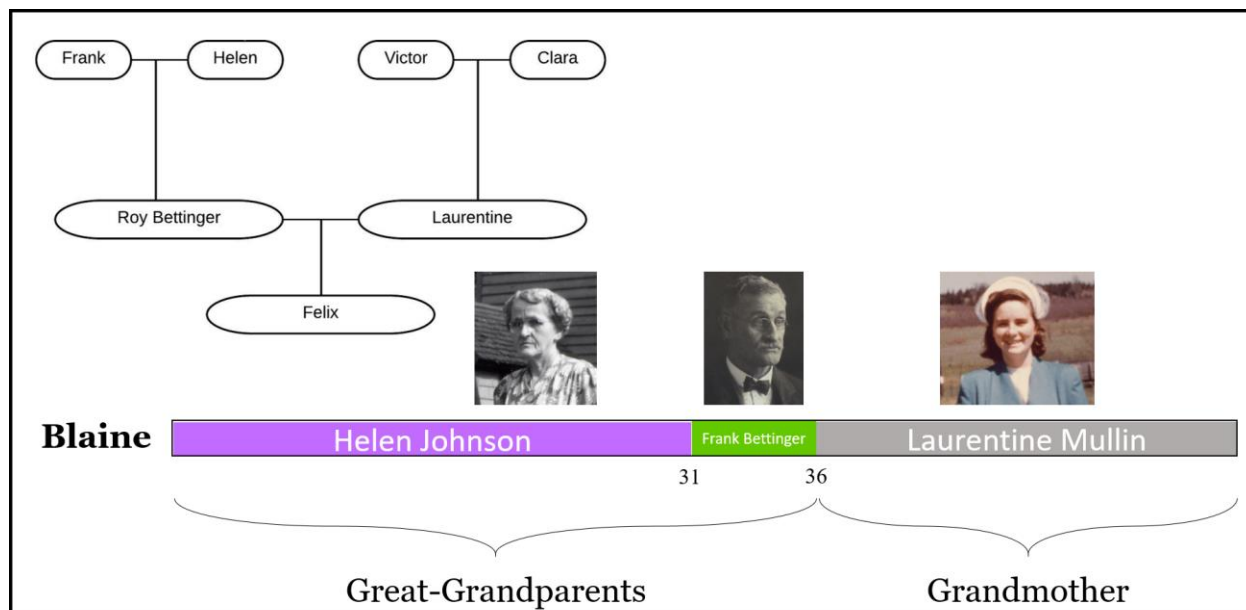 Frank
Helen
Victor
Clara
Roy Bettinger
Laurentine
Felix
Blaine
Helen Johnson
Frank Bettinger
Laurentine Mullin
31
36
Great-Grandparents
Grandmother